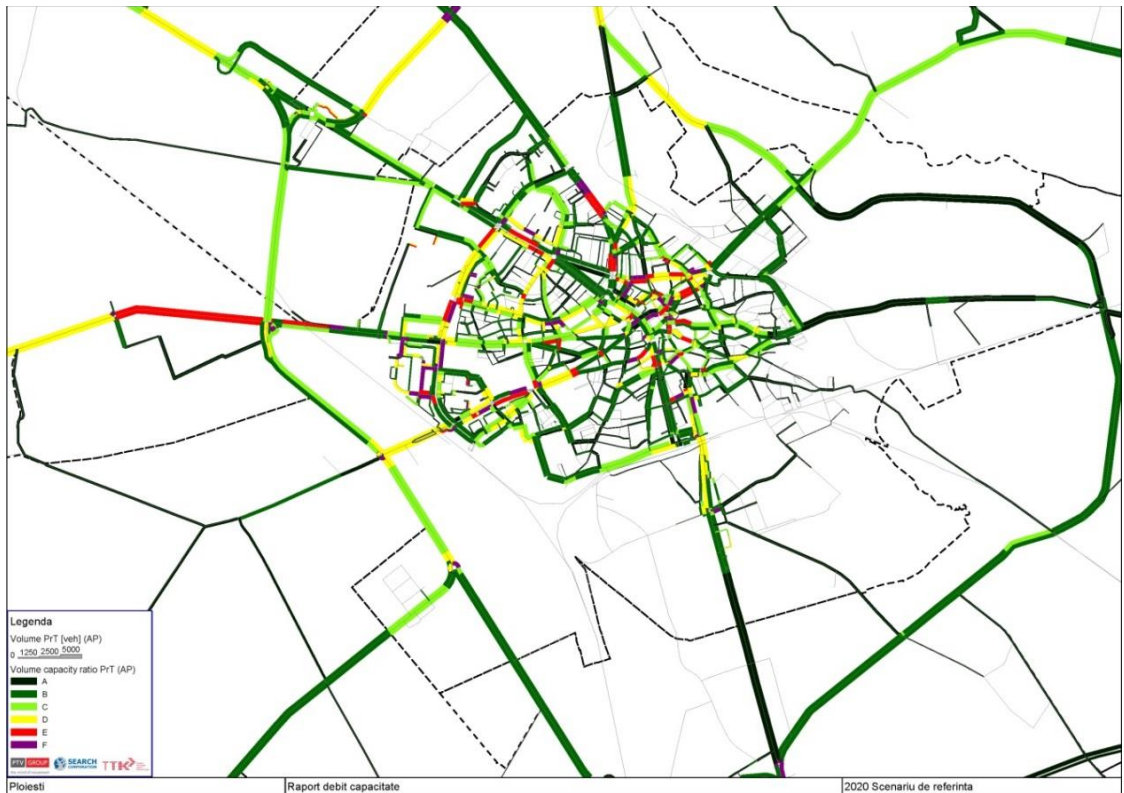 Legenda
Volume PrT [veh] (AP)
0 1250 2500 5000
Volume capacity ratio PrT (AP)
A
B
C
D
E
F
PTV GROUP
SEARCH
CORPORATION
TTK
Ploiesti
Raport debit capacitate
2020 Scenariu de referinta